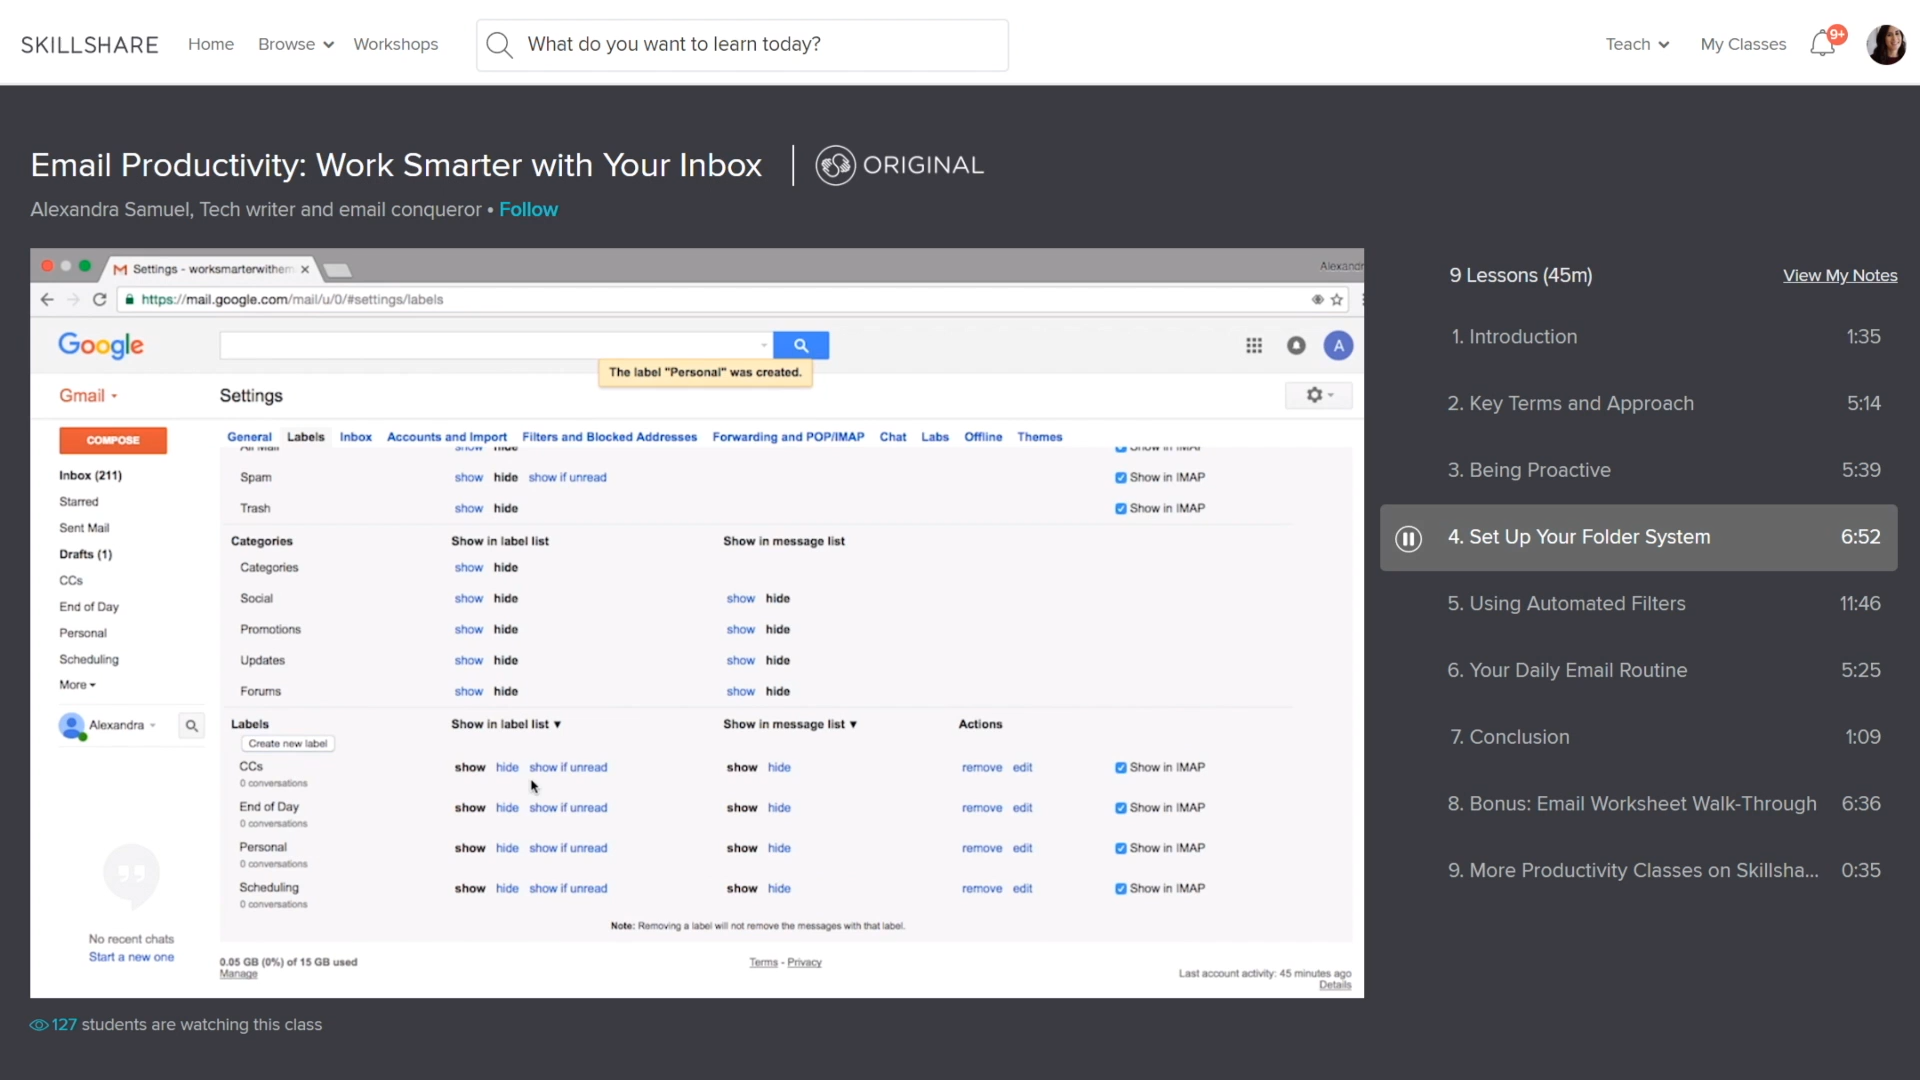 SKILLSHARE Home Browse Workshops What do you want to learn today? Teach My Classes 9+
Email Productivity: Work Smarter with Your Inbox ORIGINAL
Alexandra Samuel, Tech writer and email conqueror • Follow
Settings - worksmarterwithem Alexandr
https://mail.google.com/mail/u/0/#settings/labels
Google A
The label "Personal" was created.
Gmail Settings
COMPOSE
Inbox (211)
Starred
Sent Mail
Drafts (1)
CCs
End of Day
Personal
Scheduling
More
Alexandra
No recent chats
Start a new one
General Labels Inbox Accounts and Import Filters and Blocked Addresses Forwarding and POP/IMAP Chat Labs Offline Themes
All Mail show hide Show in IMAP
Spam show hide show if unread Show in IMAP
Trash show hide Show in IMAP
Categories Show in label list Show in message list
Categories show hide
Social show hide show hide
Promotions show hide show hide
Updates show hide show hide
Forums show hide show hide
Labels Show in label list ▼ Show in message list ▼ Actions
Create new label
CCs show hide show if unread show hide remove edit Show in IMAP
0 conversations
End of Day show hide show if unread show hide remove edit Show in IMAP
0 conversations
Personal show hide show if unread show hide remove edit Show in IMAP
0 conversations
Scheduling show hide show if unread show hide remove edit Show in IMAP
0 conversations
Note: Removing a label will not remove the messages with that label.
0.05 GB (0%) of 15 GB used
Manage
Terms - Privacy
Last account activity: 45 minutes ago
Details
9 Lessons (45m) View My Notes
1. Introduction 1:35
2. Key Terms and Approach 5:14
3. Being Proactive 5:39
4. Set Up Your Folder System 6:52
5. Using Automated Filters 11:46
6. Your Daily Email Routine 5:25
7. Conclusion 1:09
8. Bonus: Email Worksheet Walk-Through 6:36
9. More Productivity Classes on Skillsha... 0:35
127 students are watching this class